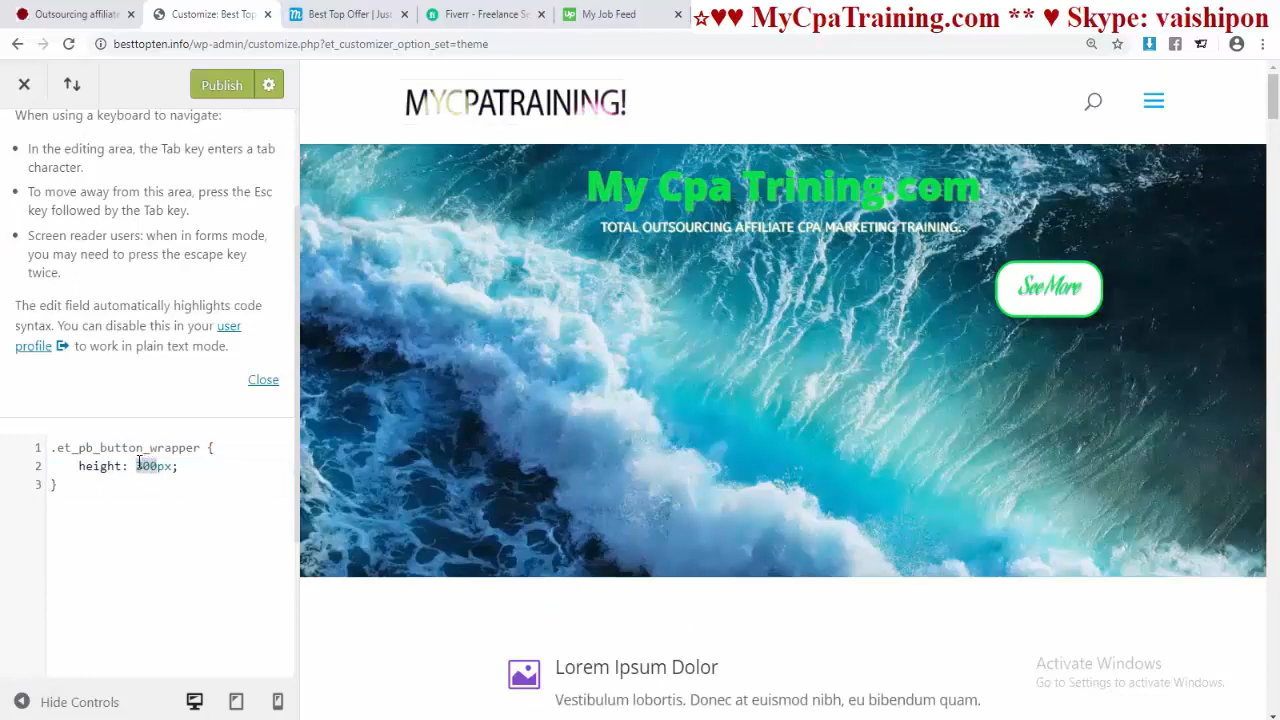 Outsourcing affiliate
Customize: Best Top
Best Top Offer | Just
Fiverr - Freelance Se
My Job Feed
☆♥♥ MyCpaTraining.com ** ♥ Skype: vaishipon
besttopten.info/wp-admin/customize.php?et_customizer_option_set=theme
Publish
When using a keyboard to navigate:
In the editing area, the Tab key enters a tab
character.
To move away from this area, press the Esc
key followed by the Tab key.
Screen reader users: when in forms mode,
you may need to press the escape key
twice.
The edit field automatically highlights code
syntax. You can disable this in your user
profile to work in plain text mode.
Close
1 .et_pb_button_wrapper {
2 height: 300px;
3 }
Hide Controls
MYCPATRAINING!
My Cpa Trining.com
TOTAL OUTSOURCING AFFILIATE CPA MARKETING TRAINING..
See More
Lorem Ipsum Dolor
Vestibulum lobortis. Donec at euismod nibh, eu bibendum quam.
Activate Windows
Go to Settings to activate Windows.